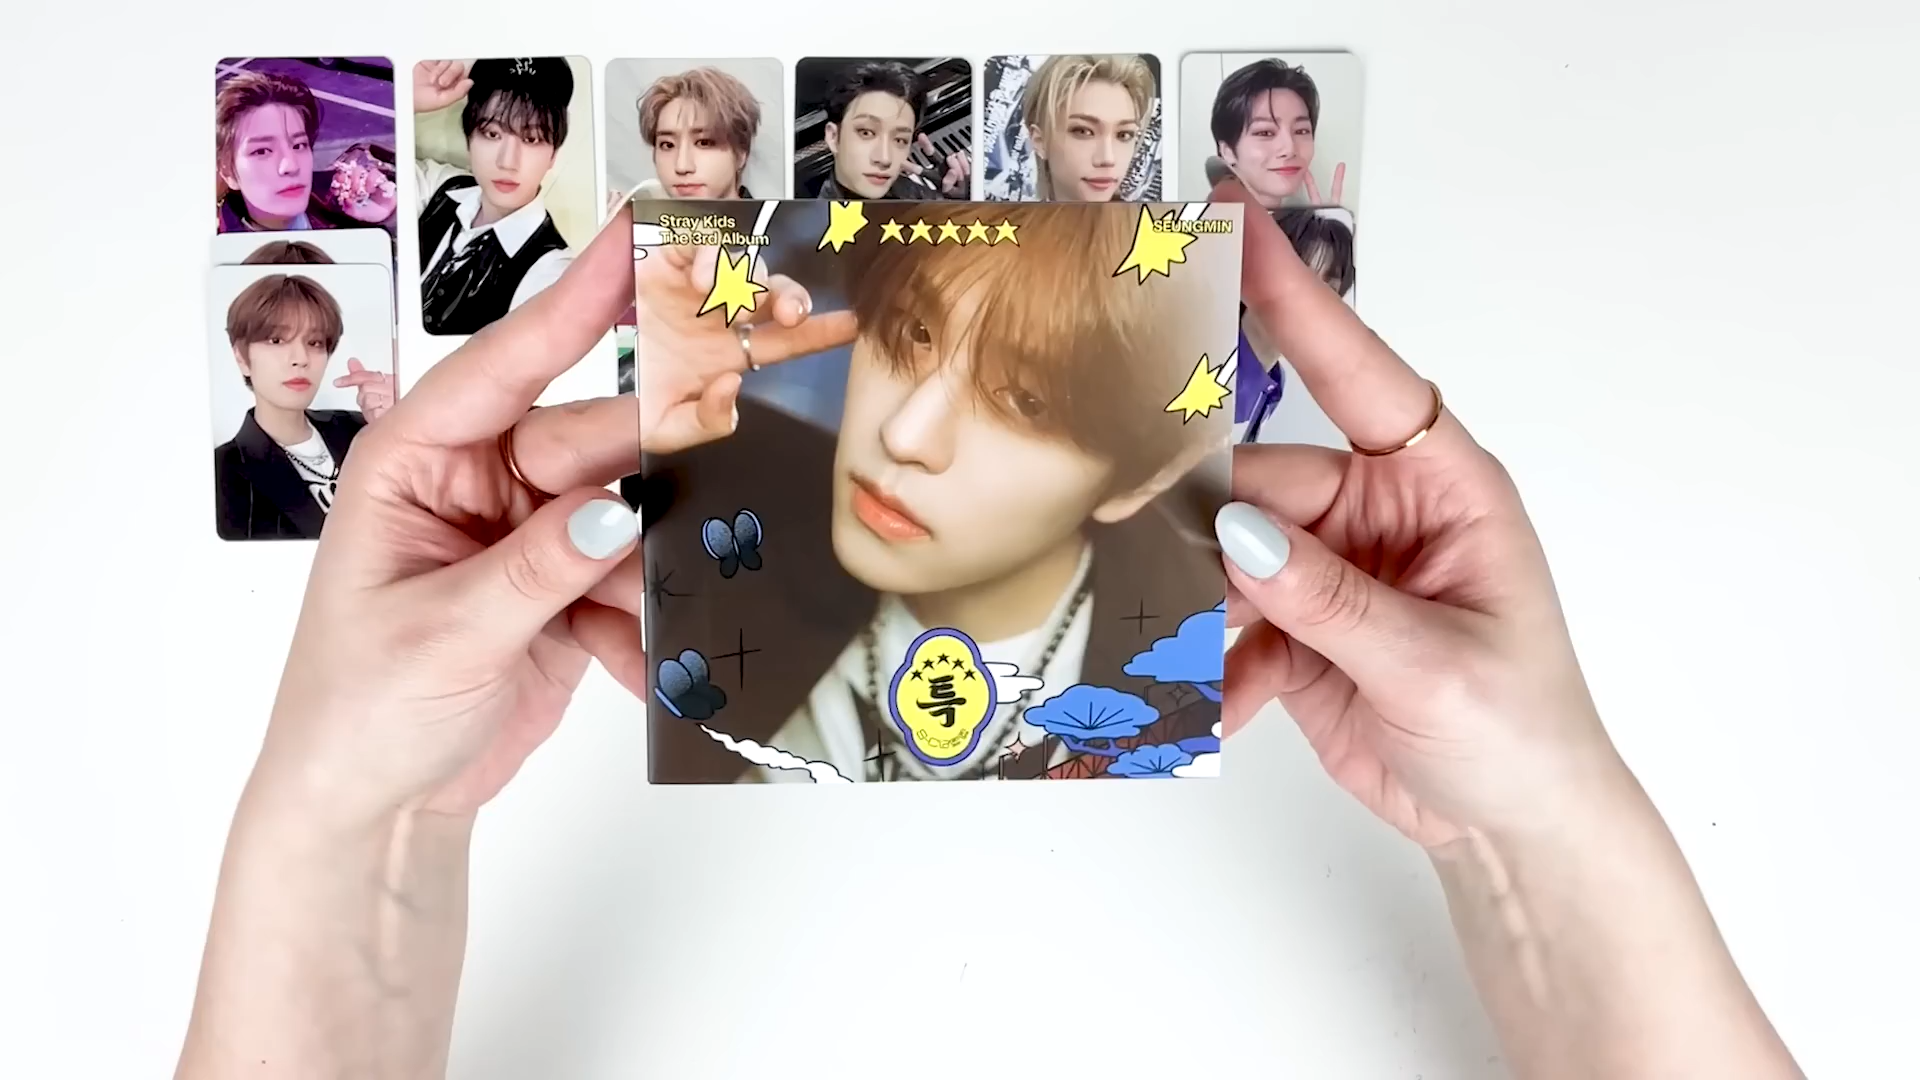 Stray Kids
The 3rd Album
★★★★★
SEUNGMIN
특